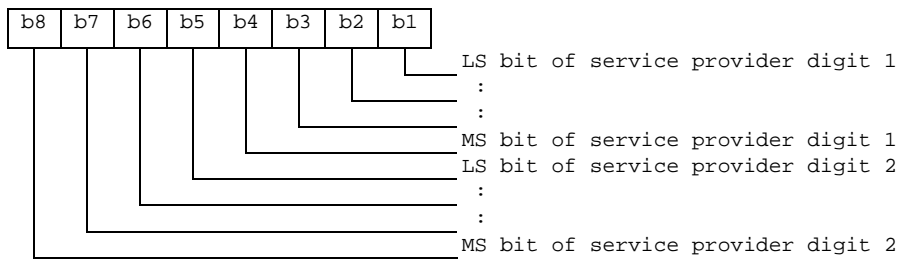 b8 b7 b6 b5 b4 b3 b2 b1
LS bit of service provider digit 1
:
:
MS bit of service provider digit 1
LS bit of service provider digit 2
:
:
MS bit of service provider digit 2